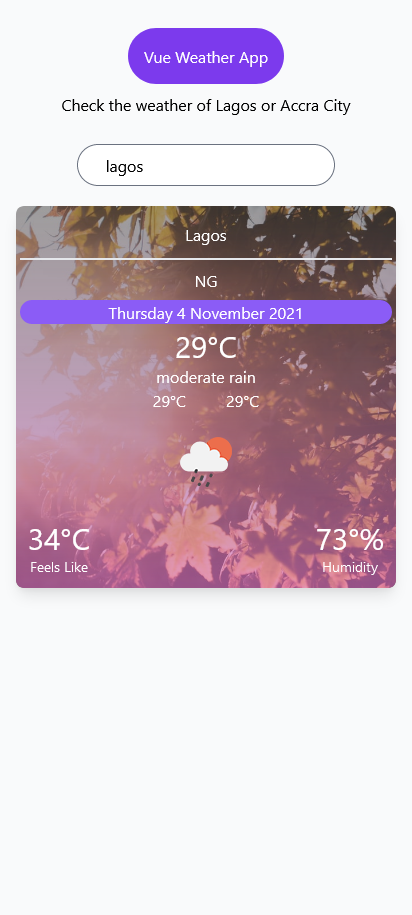 Vue Weather App
Check the weather of Lagos or Accra City
lagos
Lagos
NG
Thursday 4 November 2021
29°C
moderate rain
29°C 29°C
34°C 73°%
Feels Like Humidity